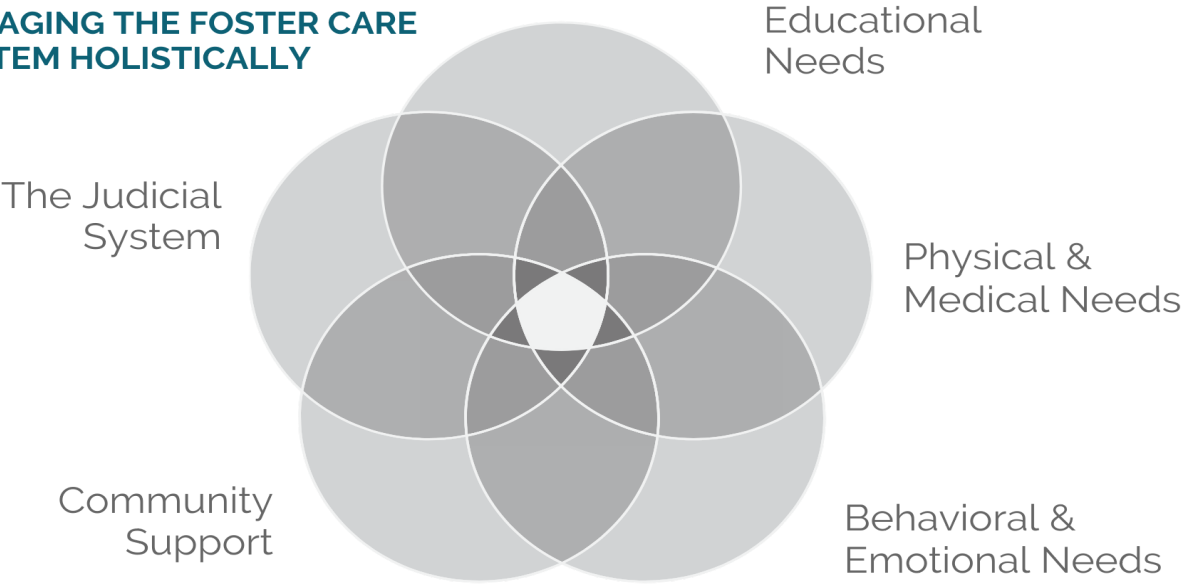 AGING THE FOSTER CARE
TEM HOLISTICALLY
Educational
Needs
The Judicial
System
Physical &
Medical Needs
Community
Support
Behavioral &
Emotional Needs